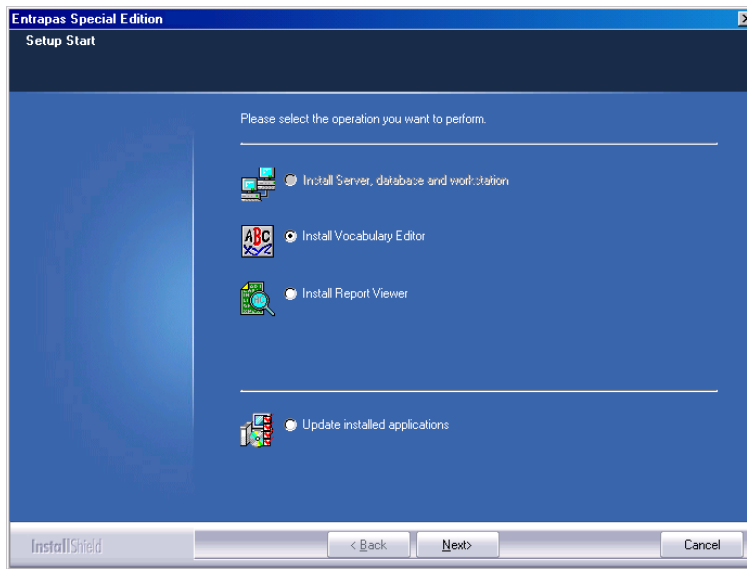 Entrapas Special Edition
Setup Start
Please select the operation you want to perform.
Install Server, database and workstation
ABC
Install Vocabulary Editor
Install Report Viewer
Update installed applications
InstallShield
< Back
Next>
Cancel